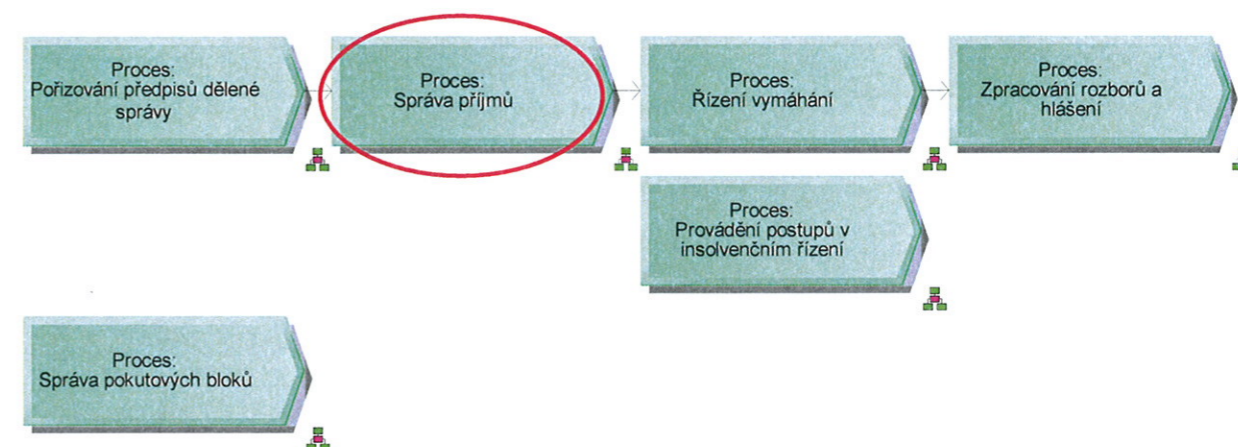 Proces:
Pořizování předpisů dělené
správy
Proces:
Správa příjmů
Proces:
Řízení vymáhání
Proces:
Zpracování rozborů a
hlášení
Proces:
Provádění postupů v
insolvenčním řízení
Proces:
Správa pokutových bloků